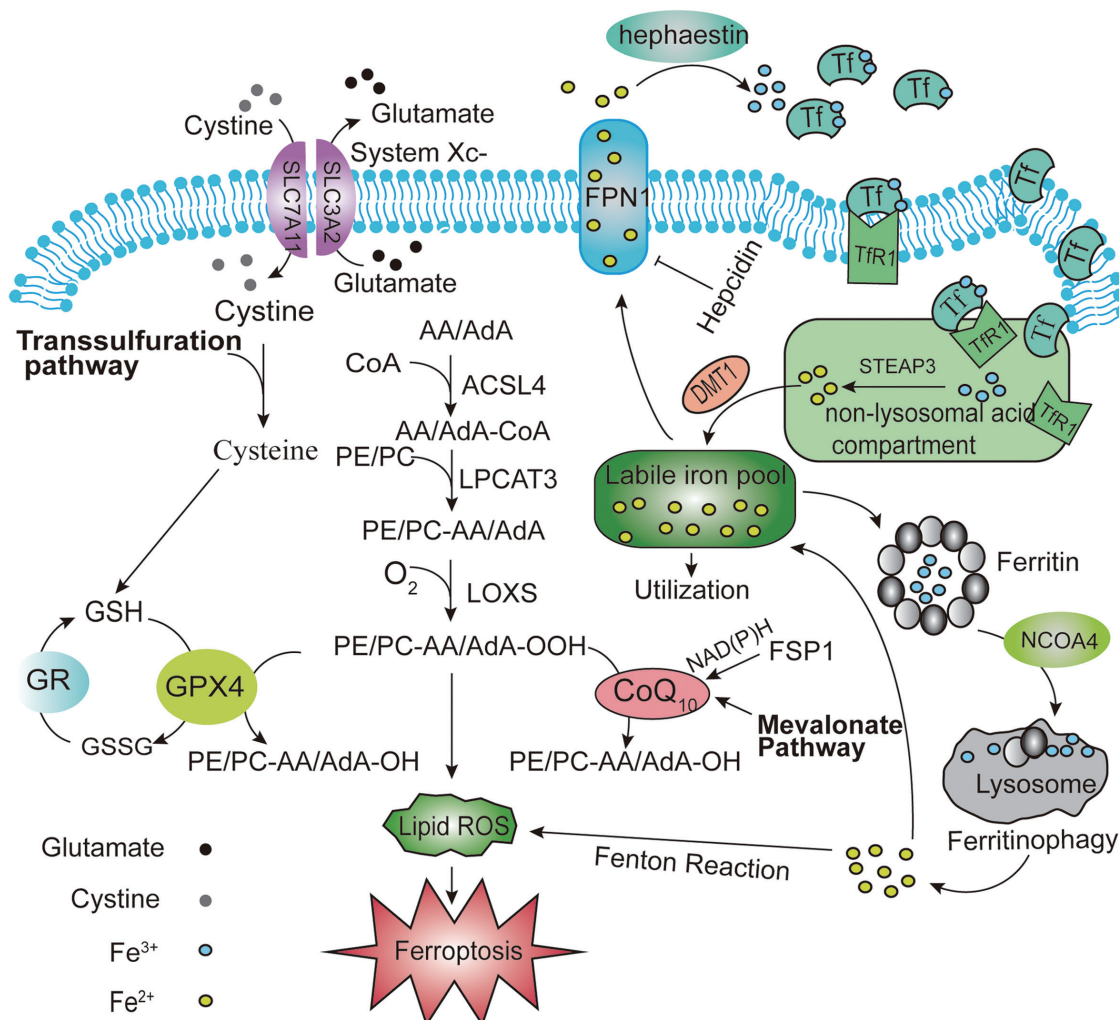 hephaestin
Tf
Tf
Tf
Cystine
Glutamate
System Xc-
SLC7A11
SLC3A2
FPN1
Tf
TfR1
Tf
Tf
Glutamate
Cystine
Hepcidin
Tf
TfR1
Tf
STEAP3
non-lysosomal acid
compartment
TfR1
DMT1
Transsulfuration
pathway
AA/AdA
CoA
ACSL4
AA/AdA-CoA
PE/PC
LPCAT3
PE/PC-AA/AdA
O2
LOXS
PE/PC-AA/AdA-OOH
Cysteine
Labile iron pool
Utilization
Ferritin
NCOA4
GSH
GR
GPX4
GSSG
PE/PC-AA/AdA-OH
NAD(P)H
FSP1
CoQ10
Mevalonate
Pathway
PE/PC-AA/AdA-OH
Lysosome
Ferritinophagy
Lipid ROS
Fenton Reaction
Ferroptosis
Glutamate
Cystine
Fe3+
Fe2+